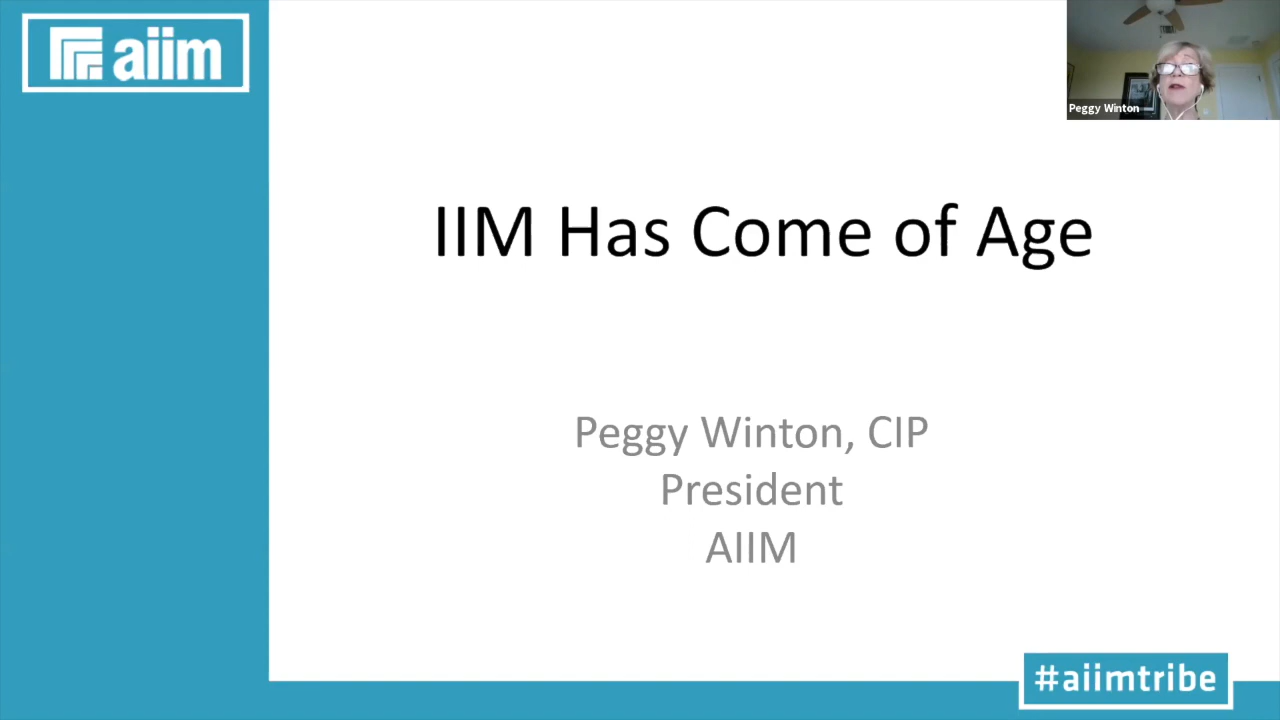 aiim
Peggy Winton
IIM Has Come of Age
Peggy Winton, CIP
President
AIIM
#aiimtribe